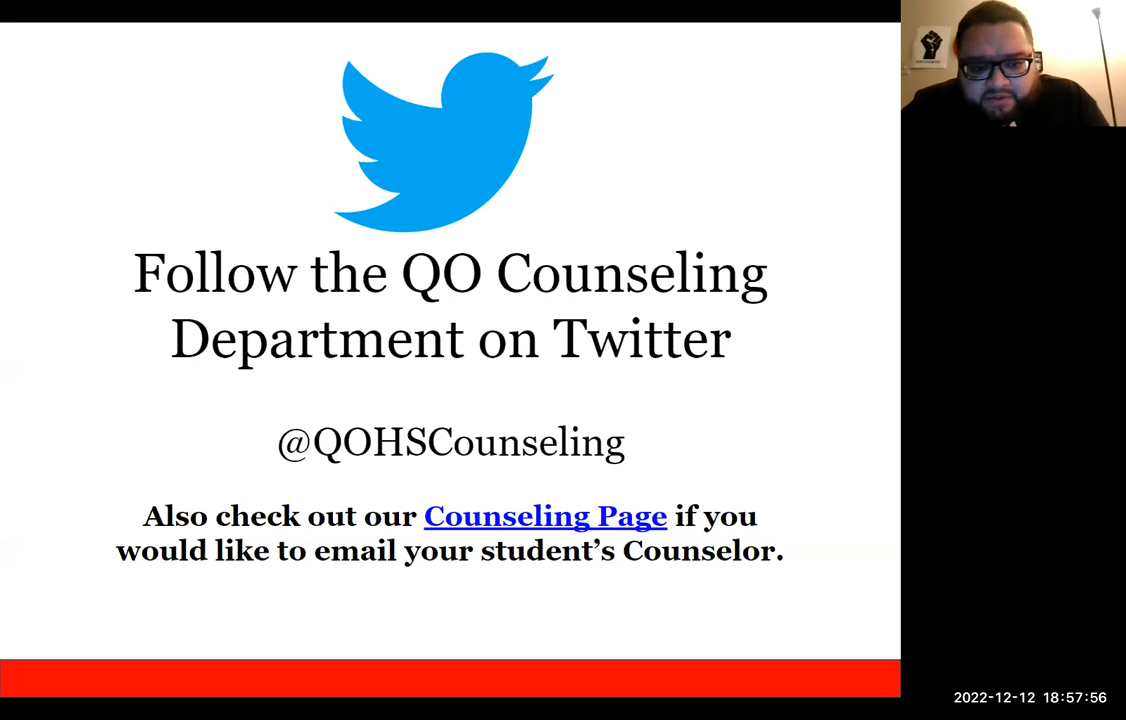 Follow the QO Counseling
Department on Twitter
@QOHSCounseling
Also check out our Counseling Page if you
would like to email your student’s Counselor.
2022-12-12 18:57:56